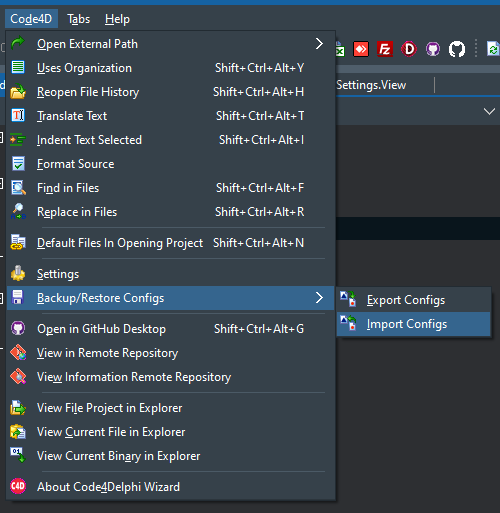 Code4D Tabs Help
Open External Path
Uses Organization Shift+Ctrl+Alt+Y
Settings.View
Reopen File History Shift+Ctrl+Alt+H
Translate Text Shift+Ctrl+Alt+T
Indent Text Selected Shift+Ctrl+Alt+I
Format Source
Find in Files Shift+Ctrl+Alt+F
Replace in Files Shift+Ctrl+Alt+R
Default Files In Opening Project Shift+Ctrl+Alt+N
Settings
Backup/Restore Configs
Export Configs
Import Configs
Open in GitHub Desktop Shift+Ctrl+Alt+G
View in Remote Repository
View Information Remote Repository
View File Project in Explorer
View Current File in Explorer
View Current Binary in Explorer
C4D About Code4Delphi Wizard